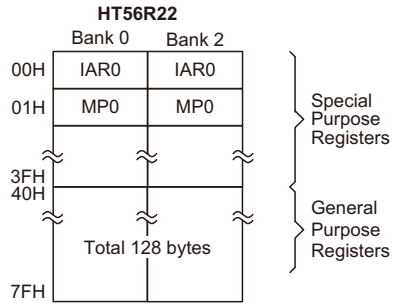 HT56R22
Bank 0 Bank 2
00H IAR0 IAR0
01H MP0 MP0
Special
Purpose
Registers
3FH
40H
General
Purpose
Registers
Total 128 bytes
7FH